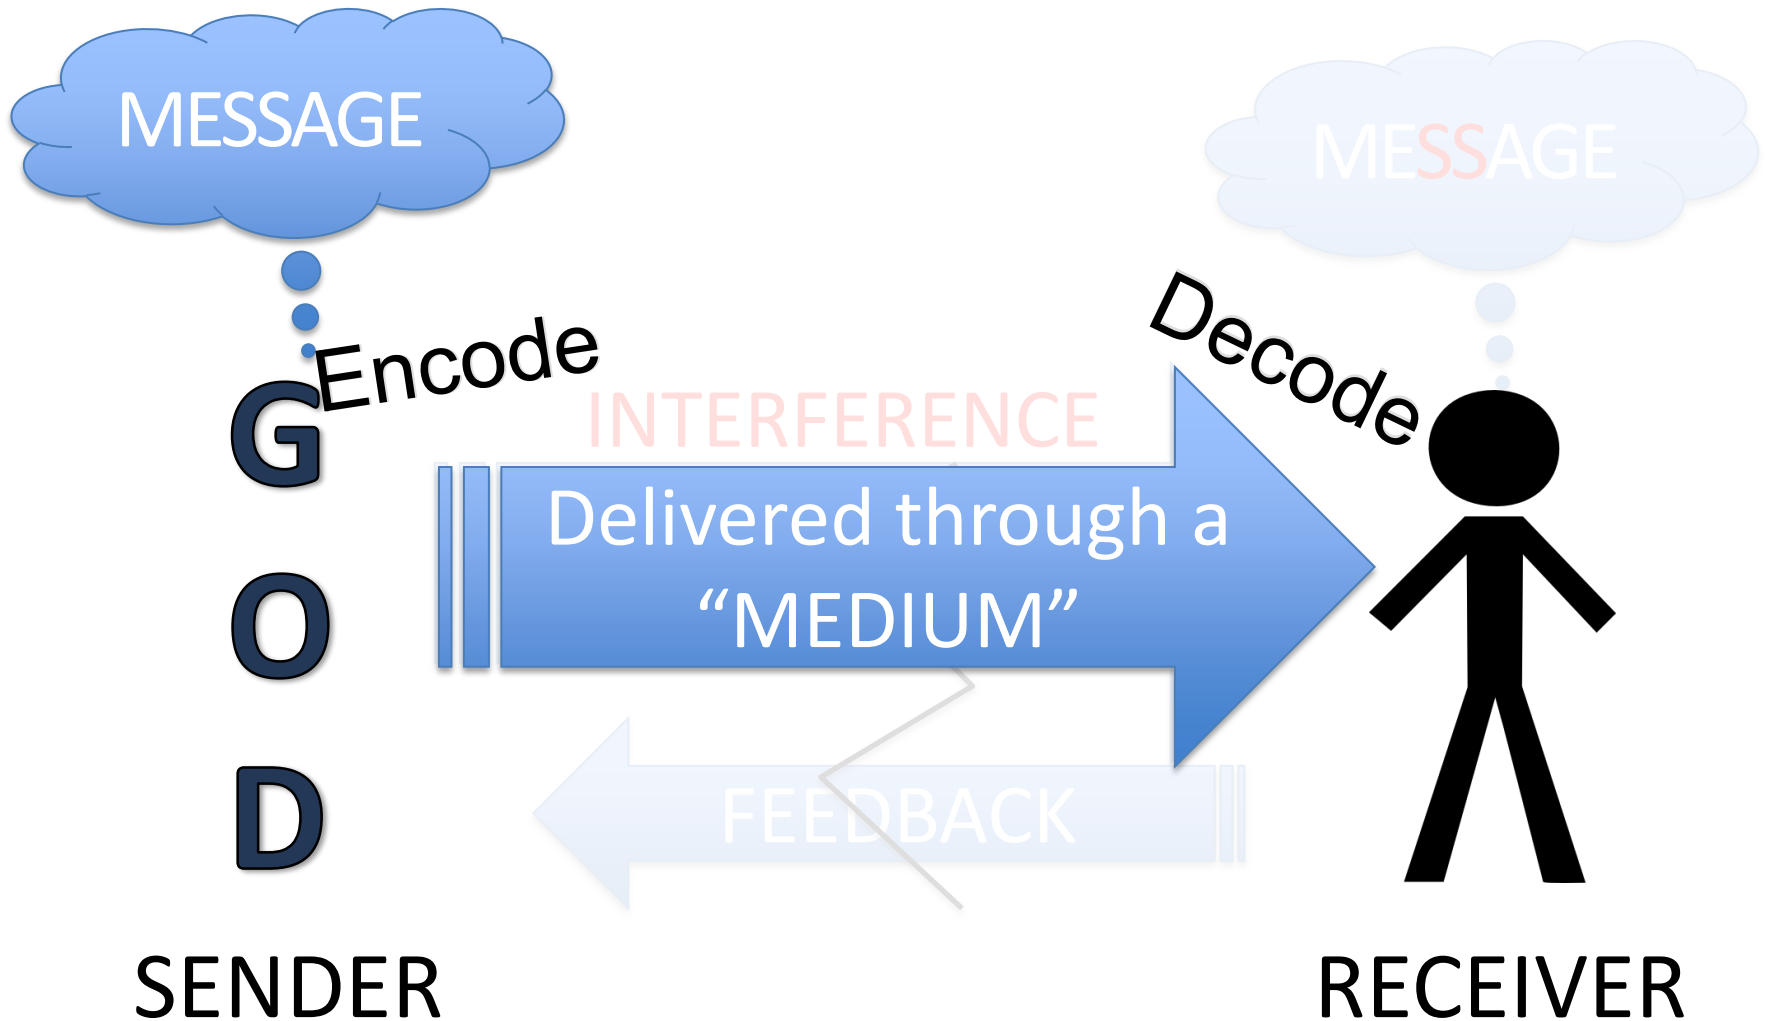 MESSAGE
MESSAGE
Encode
Decode
INTERFERENCE
Delivered through a
“MEDIUM”
G
O
D
FEEDBACK
SENDER
RECEIVER